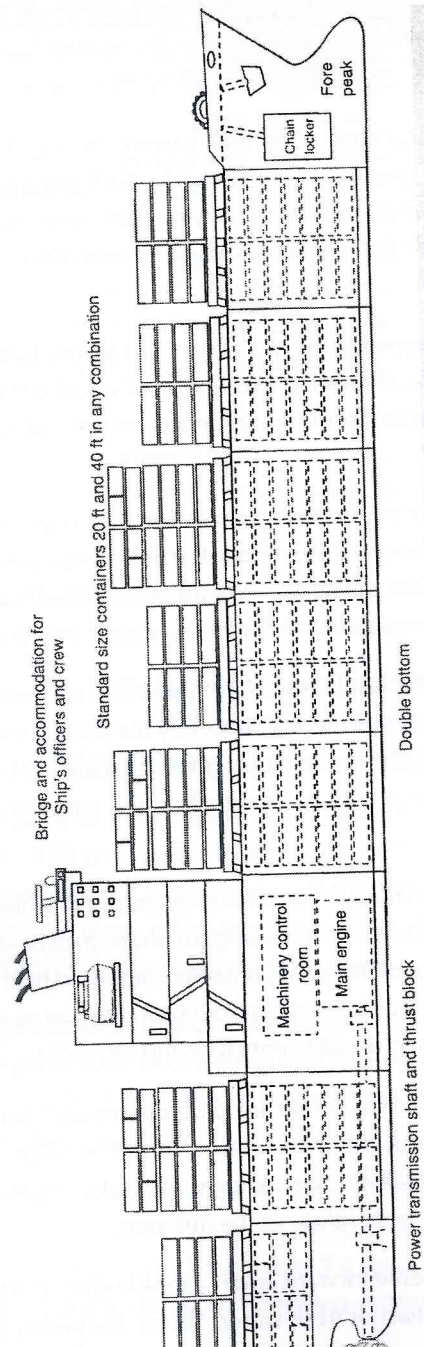 Bridge and accommodation for
Ship's officers and crew
Standard size containers 20 ft and 40 ft in any combination
Fore
peak
Chain
locker
Machinery control
room
Main engine
Double bottom
Power transmission shaft and thrust block